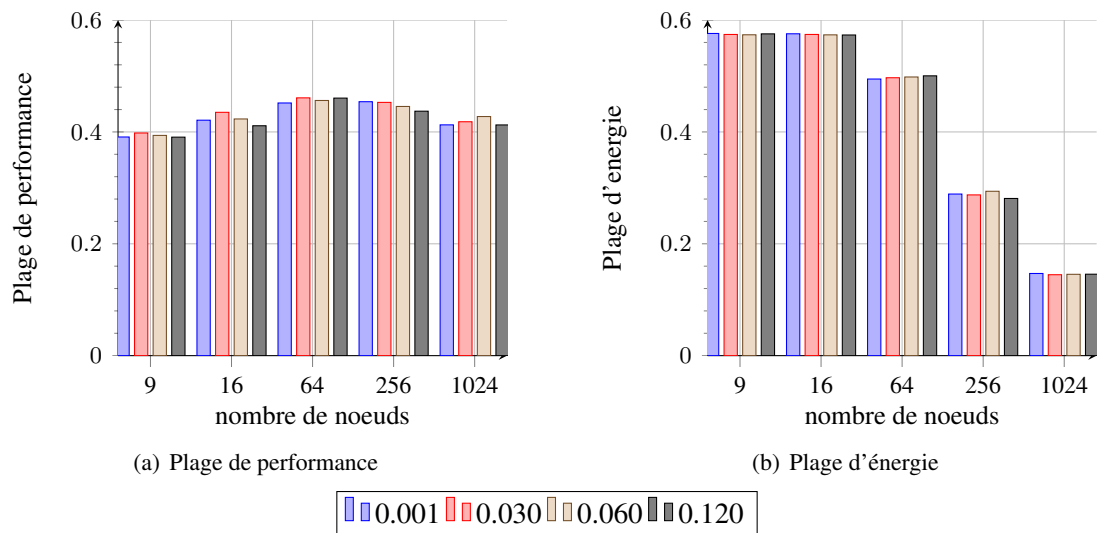 0.6
0.4
0.2
0
Plage de performance
9 16 64 256 1024
nombre de noeuds
(a) Plage de performance
0.6
0.4
0.2
0
Plage d'energie
9 16 64 256 1024
nombre de noeuds
(b) Plage d'énergie
0.001 0.030 0.060 0.120